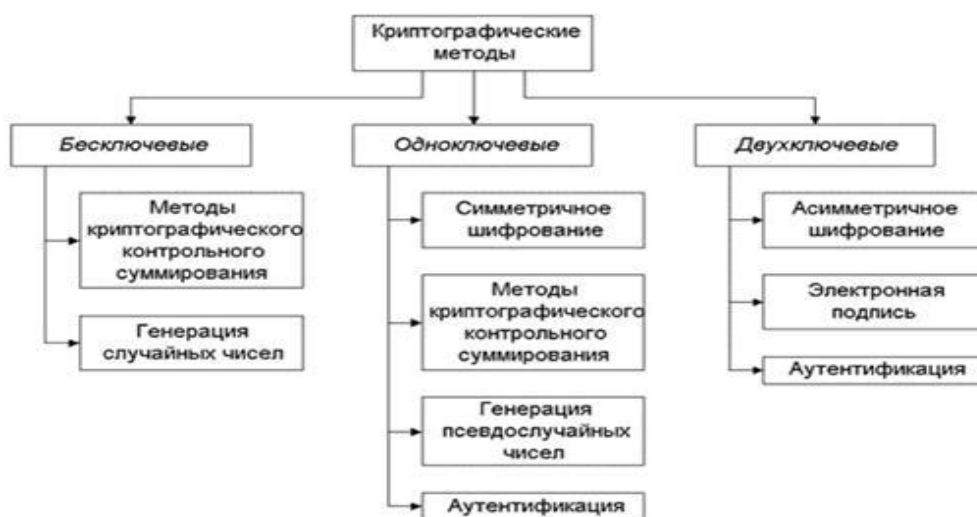 Криптографические
методы
Бесключевые
Одноключевые
Двухключевые
Методы
криптографического
контрольного
суммирования
Генерация
случайных чисел
Симметричное
шифрование
Методы
криптографического
контрольного
суммирования
Генерация
псевдослучайных
чисел
Аутентификация
Асимметричное
шифрование
Электронная
подпись
Аутентификация